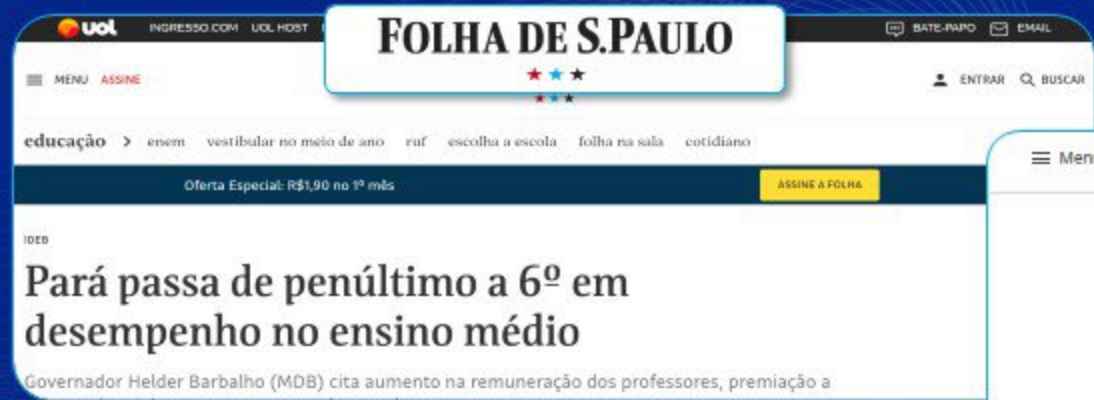 UOL INGRESSO.COM UOL HOST
BATE-PAPO EMAIL
FOLHA DE S.PAULO
MENU ASSINE
ENTRAR BUSCAR
educação > enem vestibular no meio de ano ruf escolha a escola folha na sala cotidiano
Menu
Oferta Especial: R$1,90 no 1º mês
ASSINE A FOLHA
IDEB
Pará passa de penúltimo a 6º em
desempenho no ensino médio
Governador Helder Barbalho (MDB) cita aumento na remuneração dos professores, premiação a